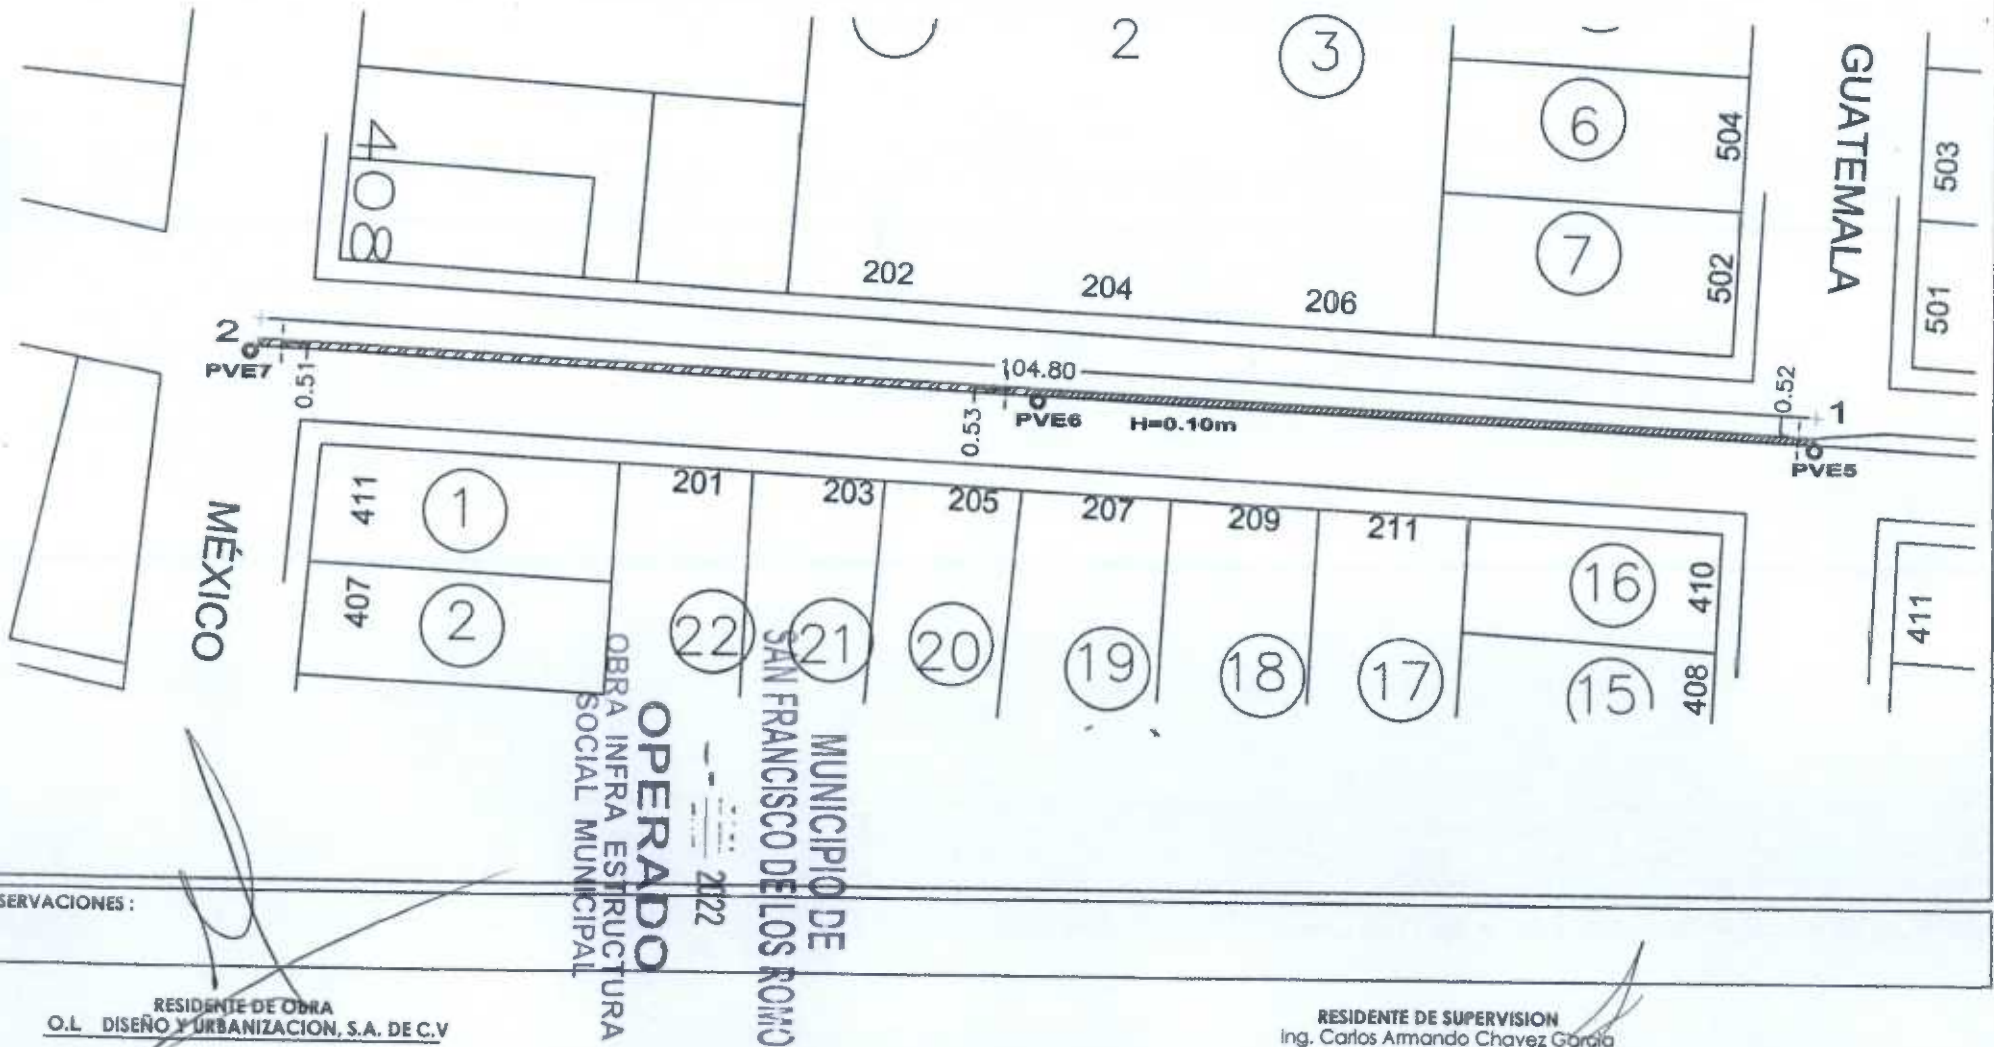 2
3
6
504
GUATEMALA
503
408
7
502
501
202
204
206
2
PVE7
0.51
104.80
0.53
PVE6
H=0.10m
0.52
1
PVE5
MÉXICO
411
1
407
2
201
203
205
207
209
211
22
21
20
19
18
17
16
410
15
408
411
MUNICIPIO DE
SAN FRANCISCO DE LOS ROMO
2022
OPERADO
OBRA INFRA ESTRUCTURA
SOCIAL MUNICIPAL
SERVACIONES :
RESIDENTE DE OBRA
O.L DISEÑO Y URBANIZACION, S.A. DE C.V
RESIDENTE DE SUPERVISION
Ing. Carlos Armando Chavez García